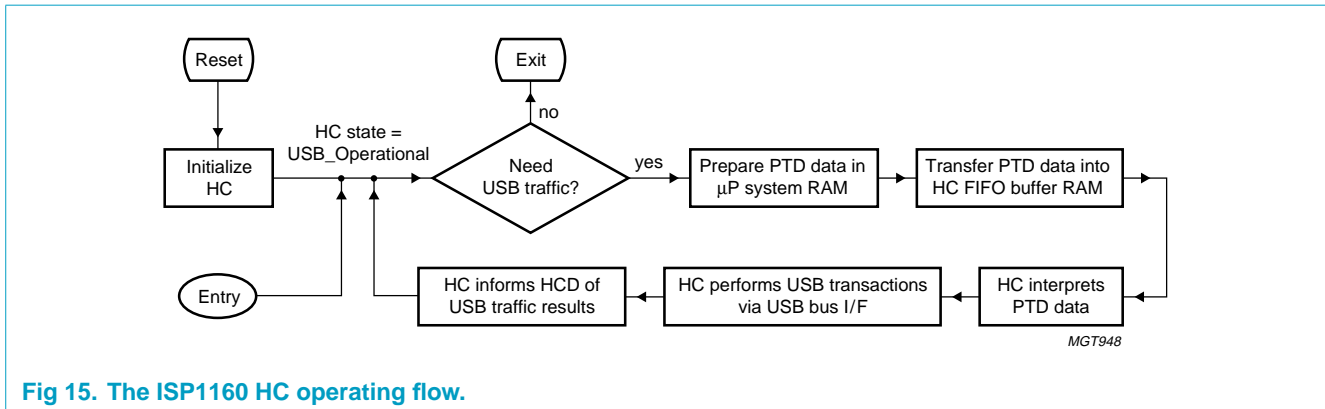 Reset
Exit
no
HC state =
USB_Operational
Initialize
HC
Need
USB traffic?
yes
Prepare PTD data in
µP system RAM
Transfer PTD data into
HC FIFO buffer RAM
Entry
HC informs HCD of
USB traffic results
HC performs USB transactions
via USB bus I/F
HC interprets
PTD data
MGT948
Fig 15. The ISP1160 HC operating flow.